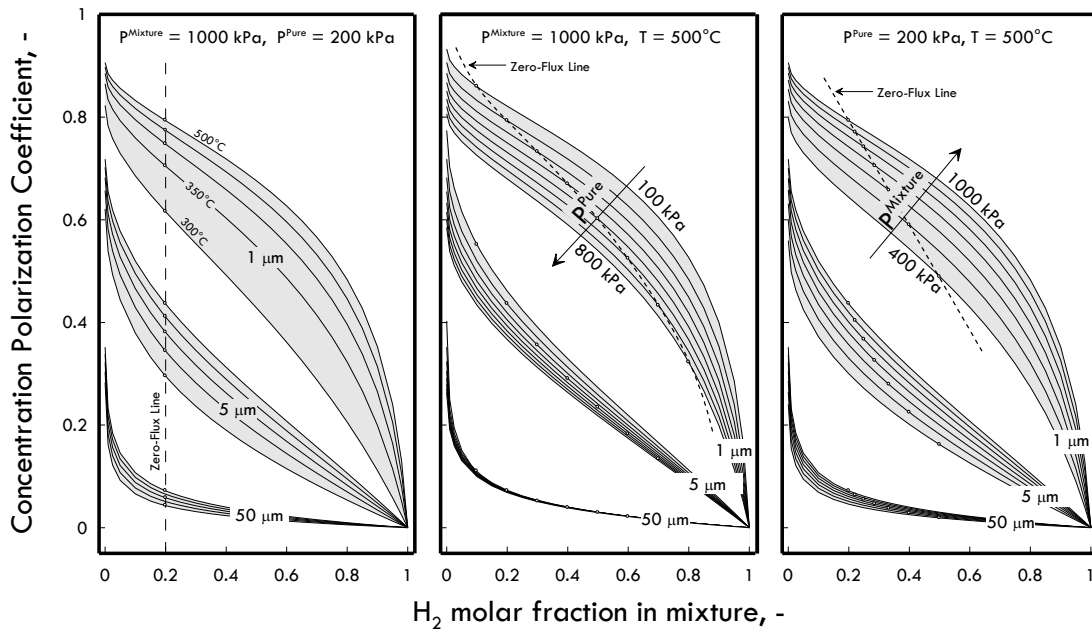 Concentration Polarization Coefficient, -
1
0.8
0.6
0.4
0.2
0
P^Mixture = 1000 kPa, P^Pure = 200 kPa
500°C
350°C
300°C
1 µm
5 µm
50 µm
Zero-Flux Line
0 0.2 0.4 0.6 0.8 1
P^Mixture = 1000 kPa, T = 500°C
Zero-Flux Line
P^Pure
100 kPa
800 kPa
1 µm
5 µm
50 µm
0 0.2 0.4 0.6 0.8 1
P^Pure = 200 kPa, T = 500°C
Zero-Flux Line
P^Mixture
1000 kPa
400 kPa
1 µm
5 µm
50 µm
0 0.2 0.4 0.6 0.8 1
H₂ molar fraction in mixture, -